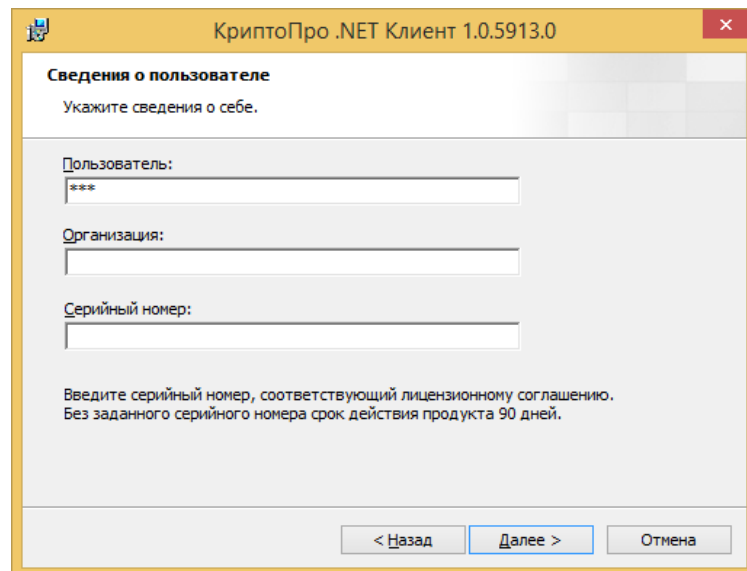 КриптоПро .NET Клиент 1.0.5913.0
Сведения о пользователе
Укажите сведения о себе.
Пользователь:
***
Организация:
Серийный номер:
Введите серийный номер, соответствующий лицензионному соглашению.
Без заданного серийного номера срок действия продукта 90 дней.
< Назад Далее > Отмена